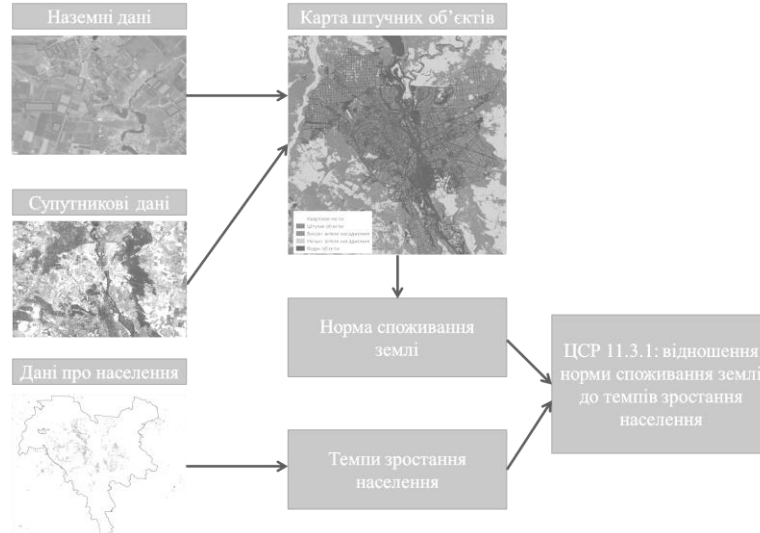 Наземні дані
Карта штучних об’єктів
Супутникові дані
Норма споживання
землі
ЦСР 11.3.1: відношення
норми споживання землі
до темпів зростання
населення
Дані про населення
Темпи зростання
населення